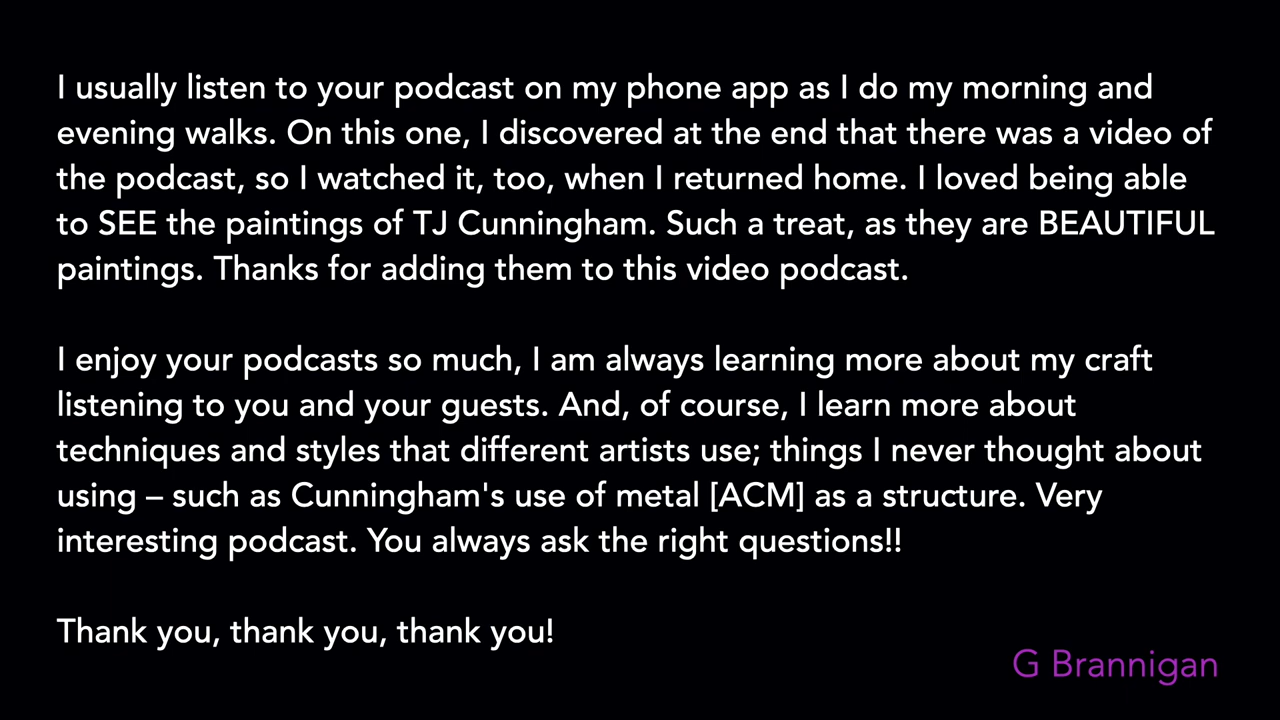 I usually listen to your podcast on my phone app as I do my morning and
evening walks. On this one, I discovered at the end that there was a video of
the podcast, so I watched it, too, when I returned home. I loved being able
to SEE the paintings of TJ Cunningham. Such a treat, as they are BEAUTIFUL
paintings. Thanks for adding them to this video podcast.
I enjoy your podcasts so much, I am always learning more about my craft
listening to you and your guests. And, of course, I learn more about
techniques and styles that different artists use; things I never thought about
using – such as Cunningham's use of metal [ACM] as a structure. Very
interesting podcast. You always ask the right questions!!
Thank you, thank you, thank you!
G Brannigan